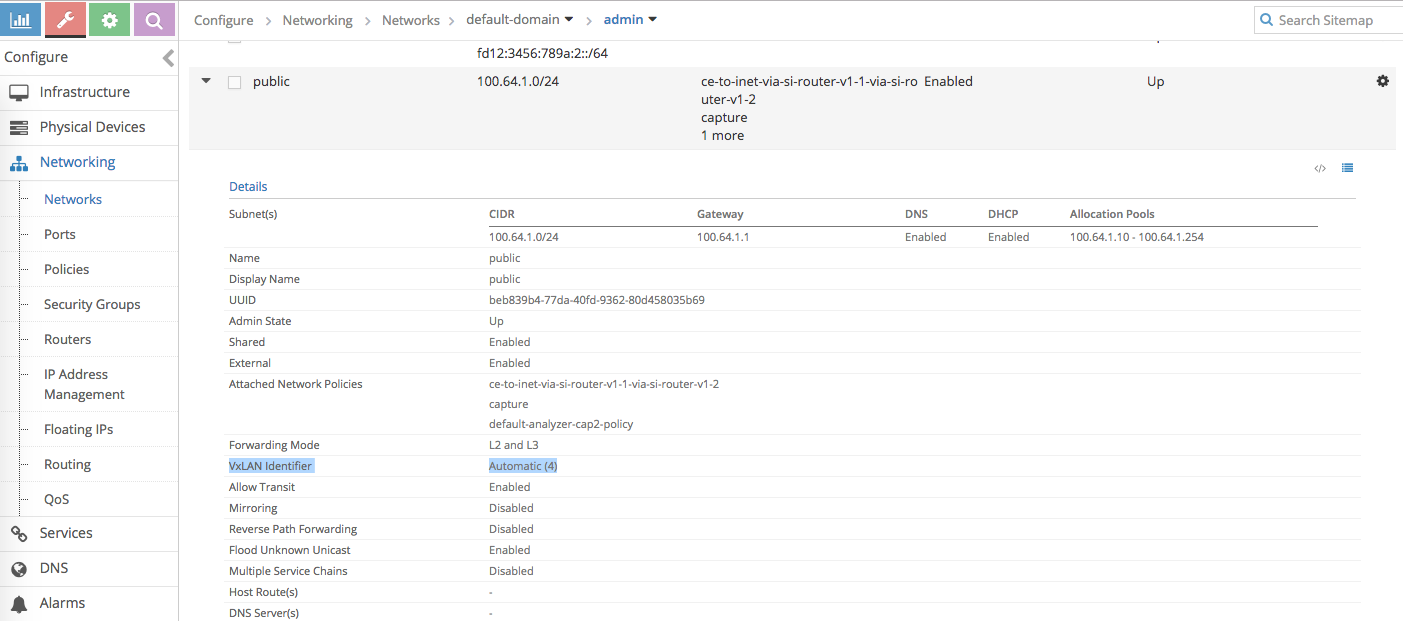 Configure > Networking > Networks > default-domain > admin
Search Sitemap
Configure
Infrastructure
Physical Devices
Networking
Networks
Ports
Policies
Security Groups
Routers
IP Address
Management
Floating IPs
Routing
QoS
Services
DNS
Alarms
fd12:3456:789a:2::/64
public 100.64.1.0/24 ce-to-inet-via-si-router-v1-1-via-si-ro Enabled Up
uter-v1-2
capture
1 more
</>
Details
Subnet(s) CIDR Gateway DNS DHCP Allocation Pools
100.64.1.0/24 100.64.1.1 Enabled Enabled 100.64.1.10 - 100.64.1.254
Name public
Display Name public
UUID beb839b4-77da-40fd-9362-80d458035b69
Admin State Up
Shared Enabled
External Enabled
Attached Network Policies ce-to-inet-via-si-router-v1-1-via-si-router-v1-2
capture
default-analyzer-cap2-policy
Forwarding Mode L2 and L3
VxLAN Identifier Automatic (4)
Allow Transit Enabled
Mirroring Disabled
Reverse Path Forwarding Disabled
Flood Unknown Unicast Enabled
Multiple Service Chains Disabled
Host Route(s) -
DNS Server(s) -